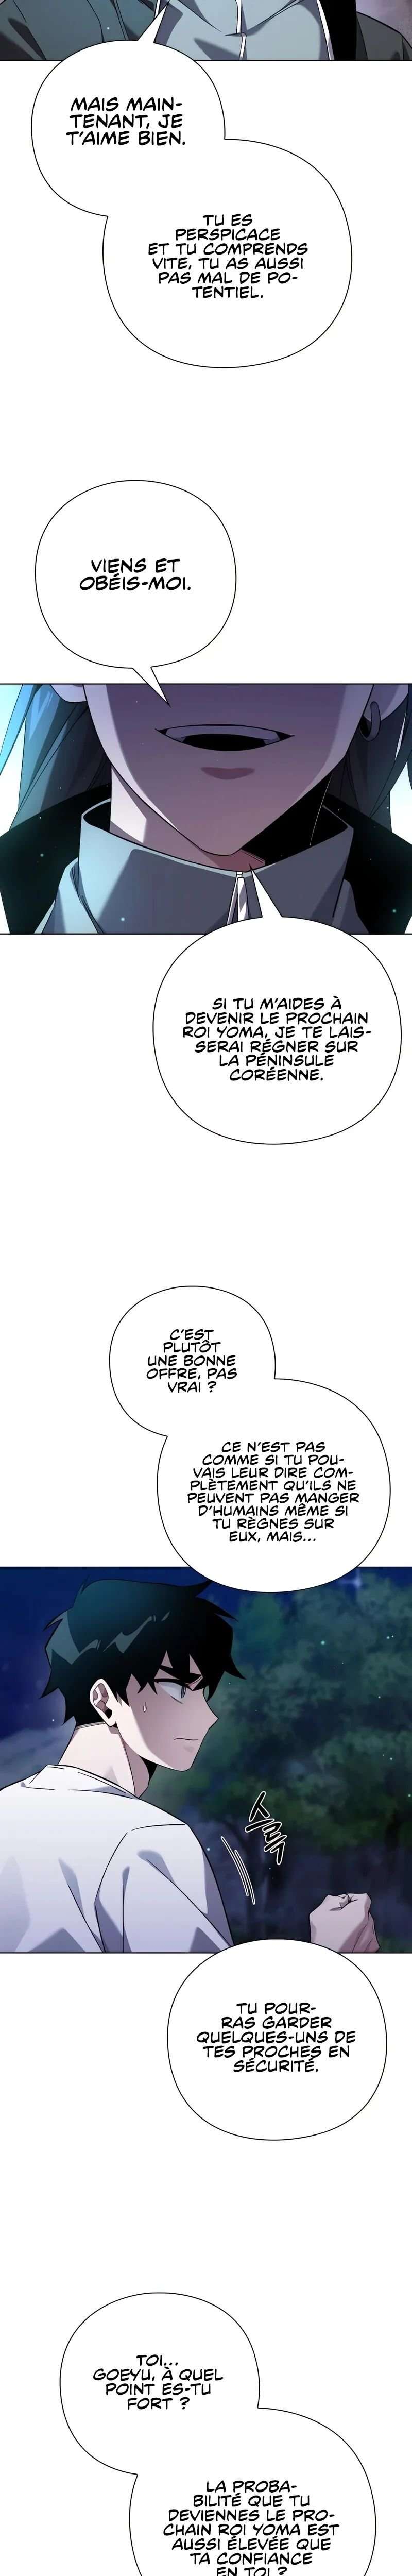 MAIS MAIN-
TENANT, JE
T'AIME BIEN.
TU ES
PERSPICACE
ET TU COMPRENDS
VITE, TU AS AUSSI
PAS MAL DE PO-
TENTIEL.
VIENS ET
OBÉIS-MOI.
SI TU M'AIDES À
DEVENIR LE PROCHAIN
ROI YOMA, JE TE LAIS-
SERAI RÉGNER SUR
LA PÉNINSULE
CORÉENNE.
C'EST
PLUTÔT
UNE BONNE
OFFRE, PAS
VRAI ?
CE N'EST PAS
COMME SI TU POU-
VAIS LEUR DIRE COM-
PLÈTEMENT QU'ILS NE
PEUVENT PAS MANGER
D'HUMAINS MÊME SI
TU RÈGNES SUR
EUX, MAIS...
TU POUR-
RAS GARDER
QUELQUES-UNS DE
TES PROCHES EN
SÉCURITÉ.
TOI...
GOEYU, À QUEL
POINT ES-TU
FORT ?
LA PROBA-
BILITÉ QUE TU
DEVIENNES LE PRO-
CHAIN ROI YOMA EST
AUSSI ÉLEVÉE QUE
TA CONFIANCE
EN TOI ?